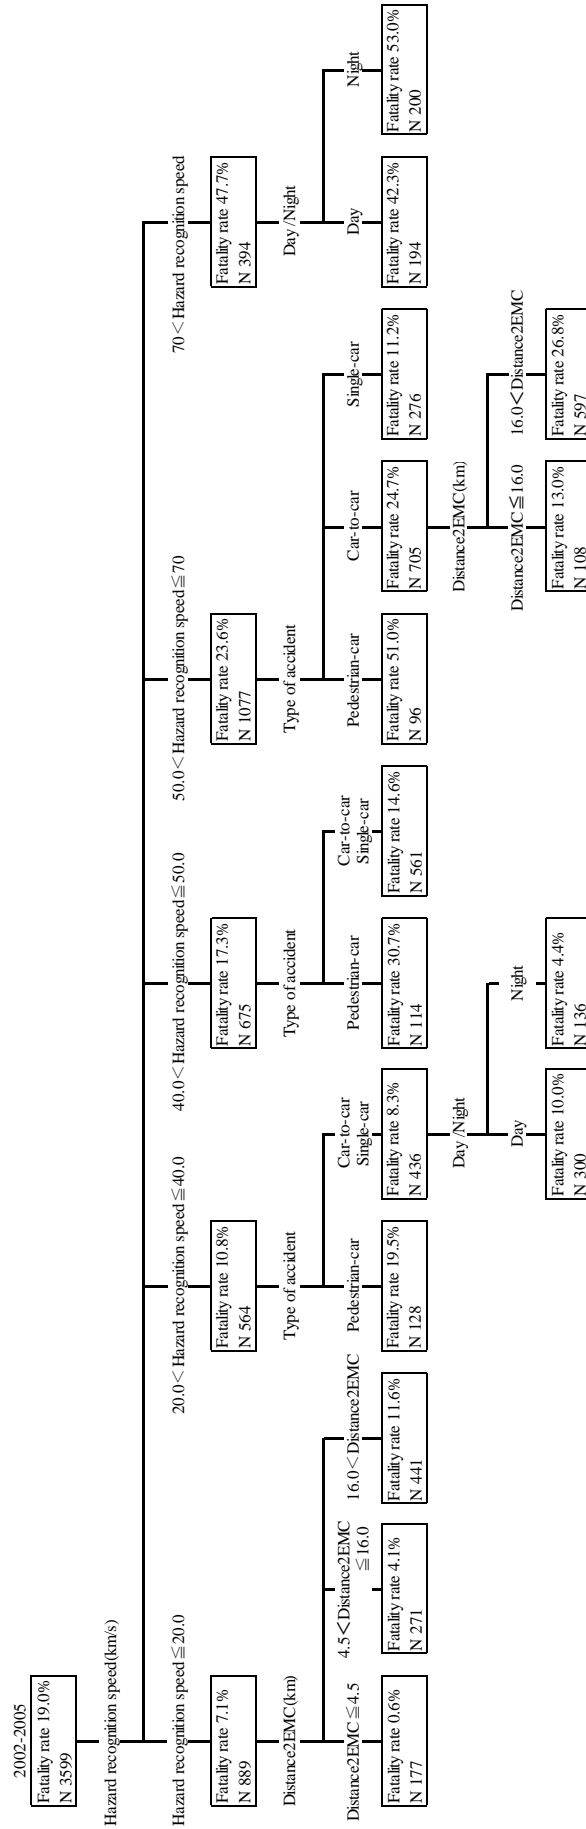 2002-2005
Fatality rate 19.0%
N 3599
Hazard recognition speed(km/s)
Hazard recognition speed≦20.0
20.0＜Hazard recognition speed≦40.0
40.0＜Hazard recognition speed≦50.0
50.0＜Hazard recognition speed≦70
70＜Hazard recognition speed
Fatality rate 7.1%
N 889
Fatality rate 10.8%
N 564
Fatality rate 17.3%
N 675
Fatality rate 23.6%
N 1077
Fatality rate 47.7%
N 394
Distance2EMC(km)
Type of accident
Type of accident
Type of accident
Day/Night
Distance2EMC≦4.5
4.5＜Distance2EMC
≦16.0
16.0＜Distance2EMC
Pedestrian-car
Car-to-car
Single-car
Pedestrian-car
Car-to-car
Single-car
Pedestrian-car
Car-to-car
Single-car
Day
Night
Fatality rate 0.6%
N 177
Fatality rate 4.1%
N 271
Fatality rate 11.6%
N 441
Fatality rate 19.5%
N 128
Fatality rate 8.3%
N 436
Fatality rate 30.7%
N 114
Fatality rate 14.6%
N 561
Fatality rate 51.0%
N 96
Fatality rate 24.7%
N 705
Fatality rate 11.2%
N 276
Fatality rate 42.3%
N 194
Fatality rate 53.0%
N 200
Day/Night
Distance2EMC(km)
Day
Night
Distance2EMC≦16.0
16.0＜Distance2EMC
Fatality rate 10.0%
N 300
Fatality rate 4.4%
N 136
Fatality rate 13.0%
N 108
Fatality rate 26.8%
N 597